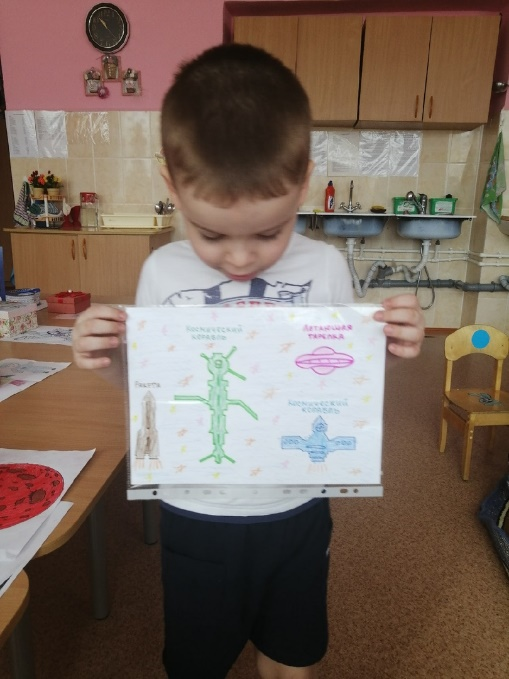 КОСМИЧЕСКИЙ
КОРАБЛЬ
ЛЕТАЮЩАЯ
ТАРЕЛКА
РАКЕТА
КОСМИЧЕСКИЙ
КОРАБЛЬ